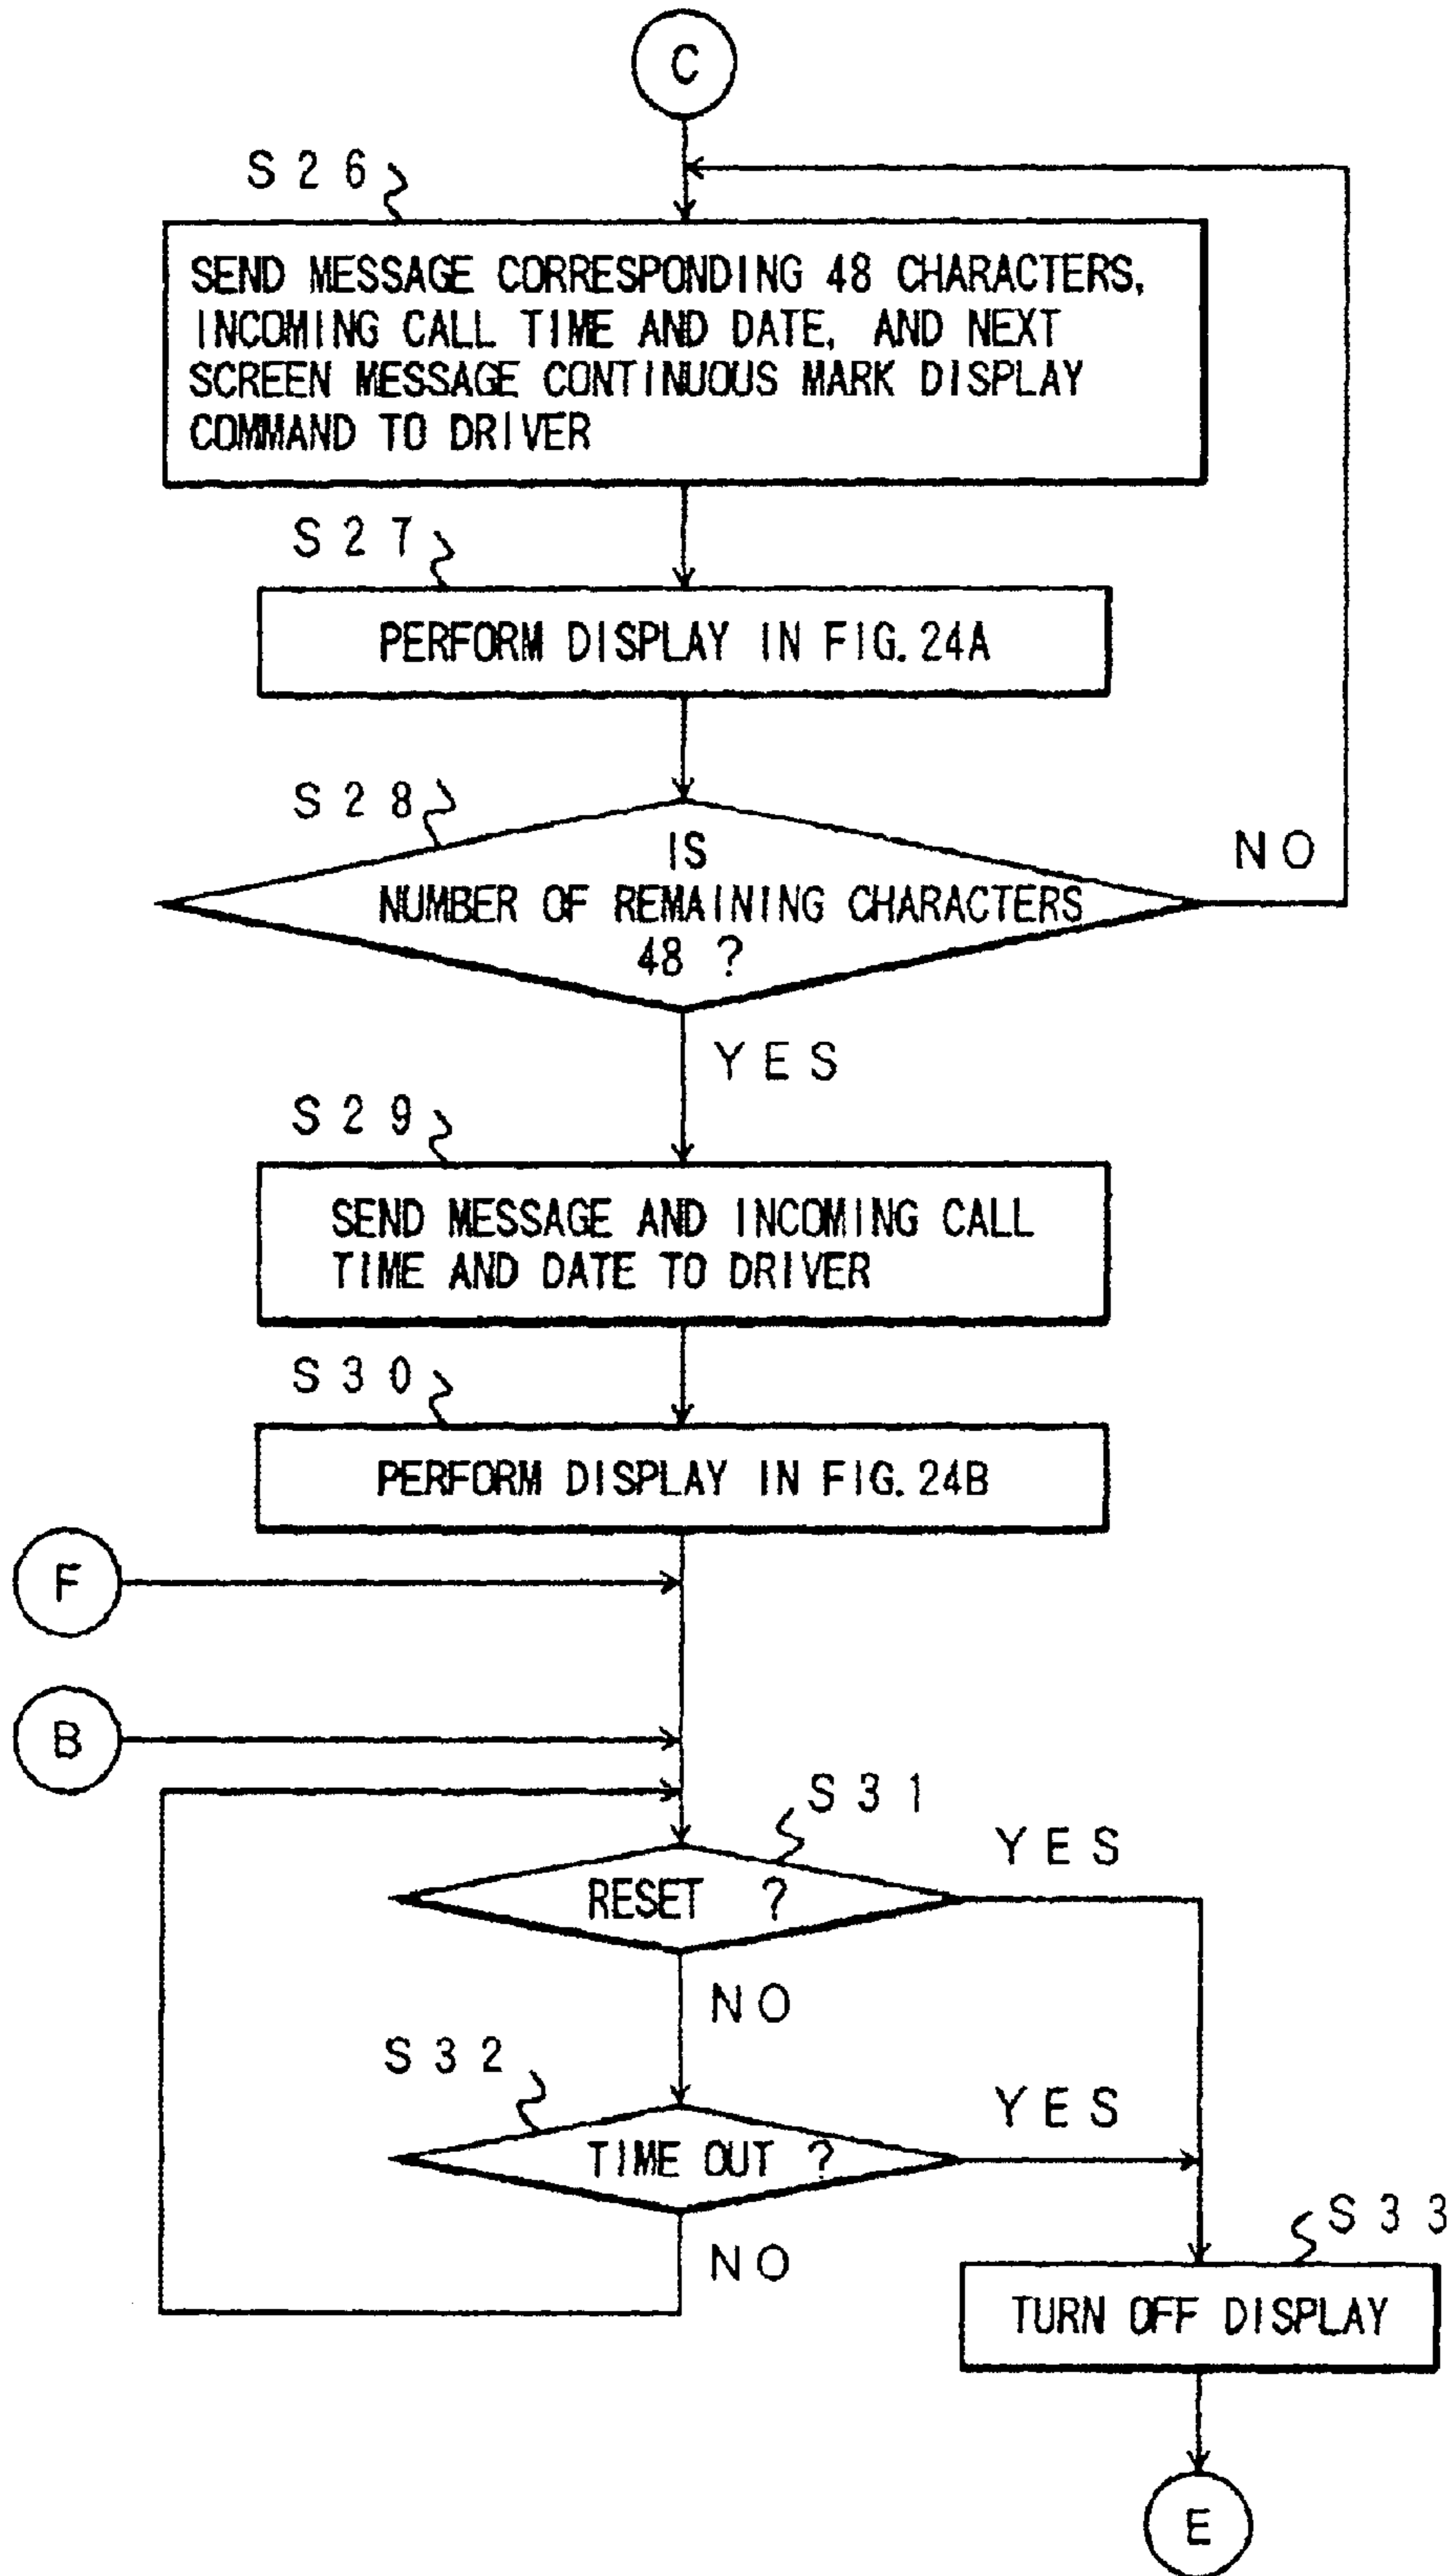 C
S26
SEND MESSAGE CORRESPONDING 48 CHARACTERS,
INCOMING CALL TIME AND DATE, AND NEXT
SCREEN MESSAGE CONTINUOUS MARK DISPLAY
COMMAND TO DRIVER
S27
PERFORM DISPLAY IN FIG.24A
S28
IS
NUMBER OF REMAINING CHARACTERS
48 ?
NO
YES
S29
SEND MESSAGE AND INCOMING CALL
TIME AND DATE TO DRIVER
S30
PERFORM DISPLAY IN FIG.24B
F
B
S31
RESET ?
YES
NO
S32
TIME OUT ?
YES
NO
S33
TURN OFF DISPLAY
E